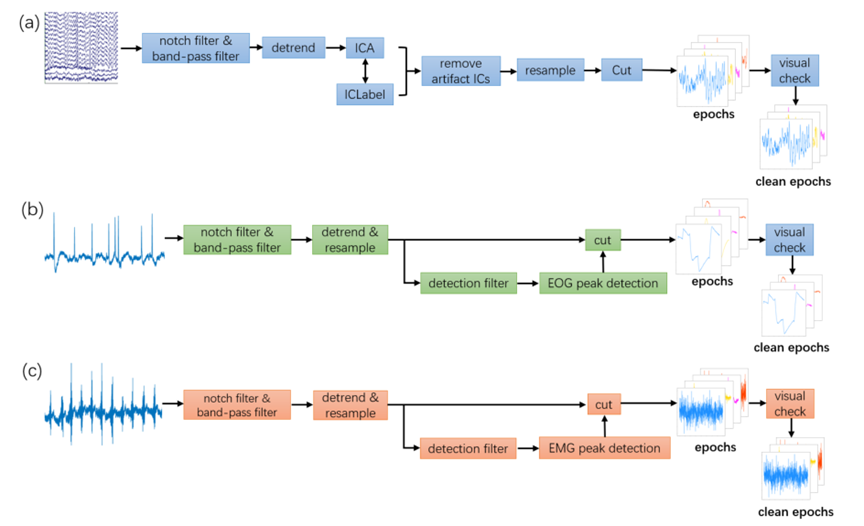 (a)
notch filter &
band-pass filter
detrend
ICA
ICLabel
remove
artifact ICs
resample
Cut
epochs
visual
check
clean epochs
(b)
notch filter &
band-pass filter
detrend &
resample
cut
detection filter
EOG peak detection
epochs
visual
check
clean epochs
(c)
notch filter &
band-pass filter
detrend &
resample
cut
detection filter
EMG peak detection
epochs
visual
check
clean epochs